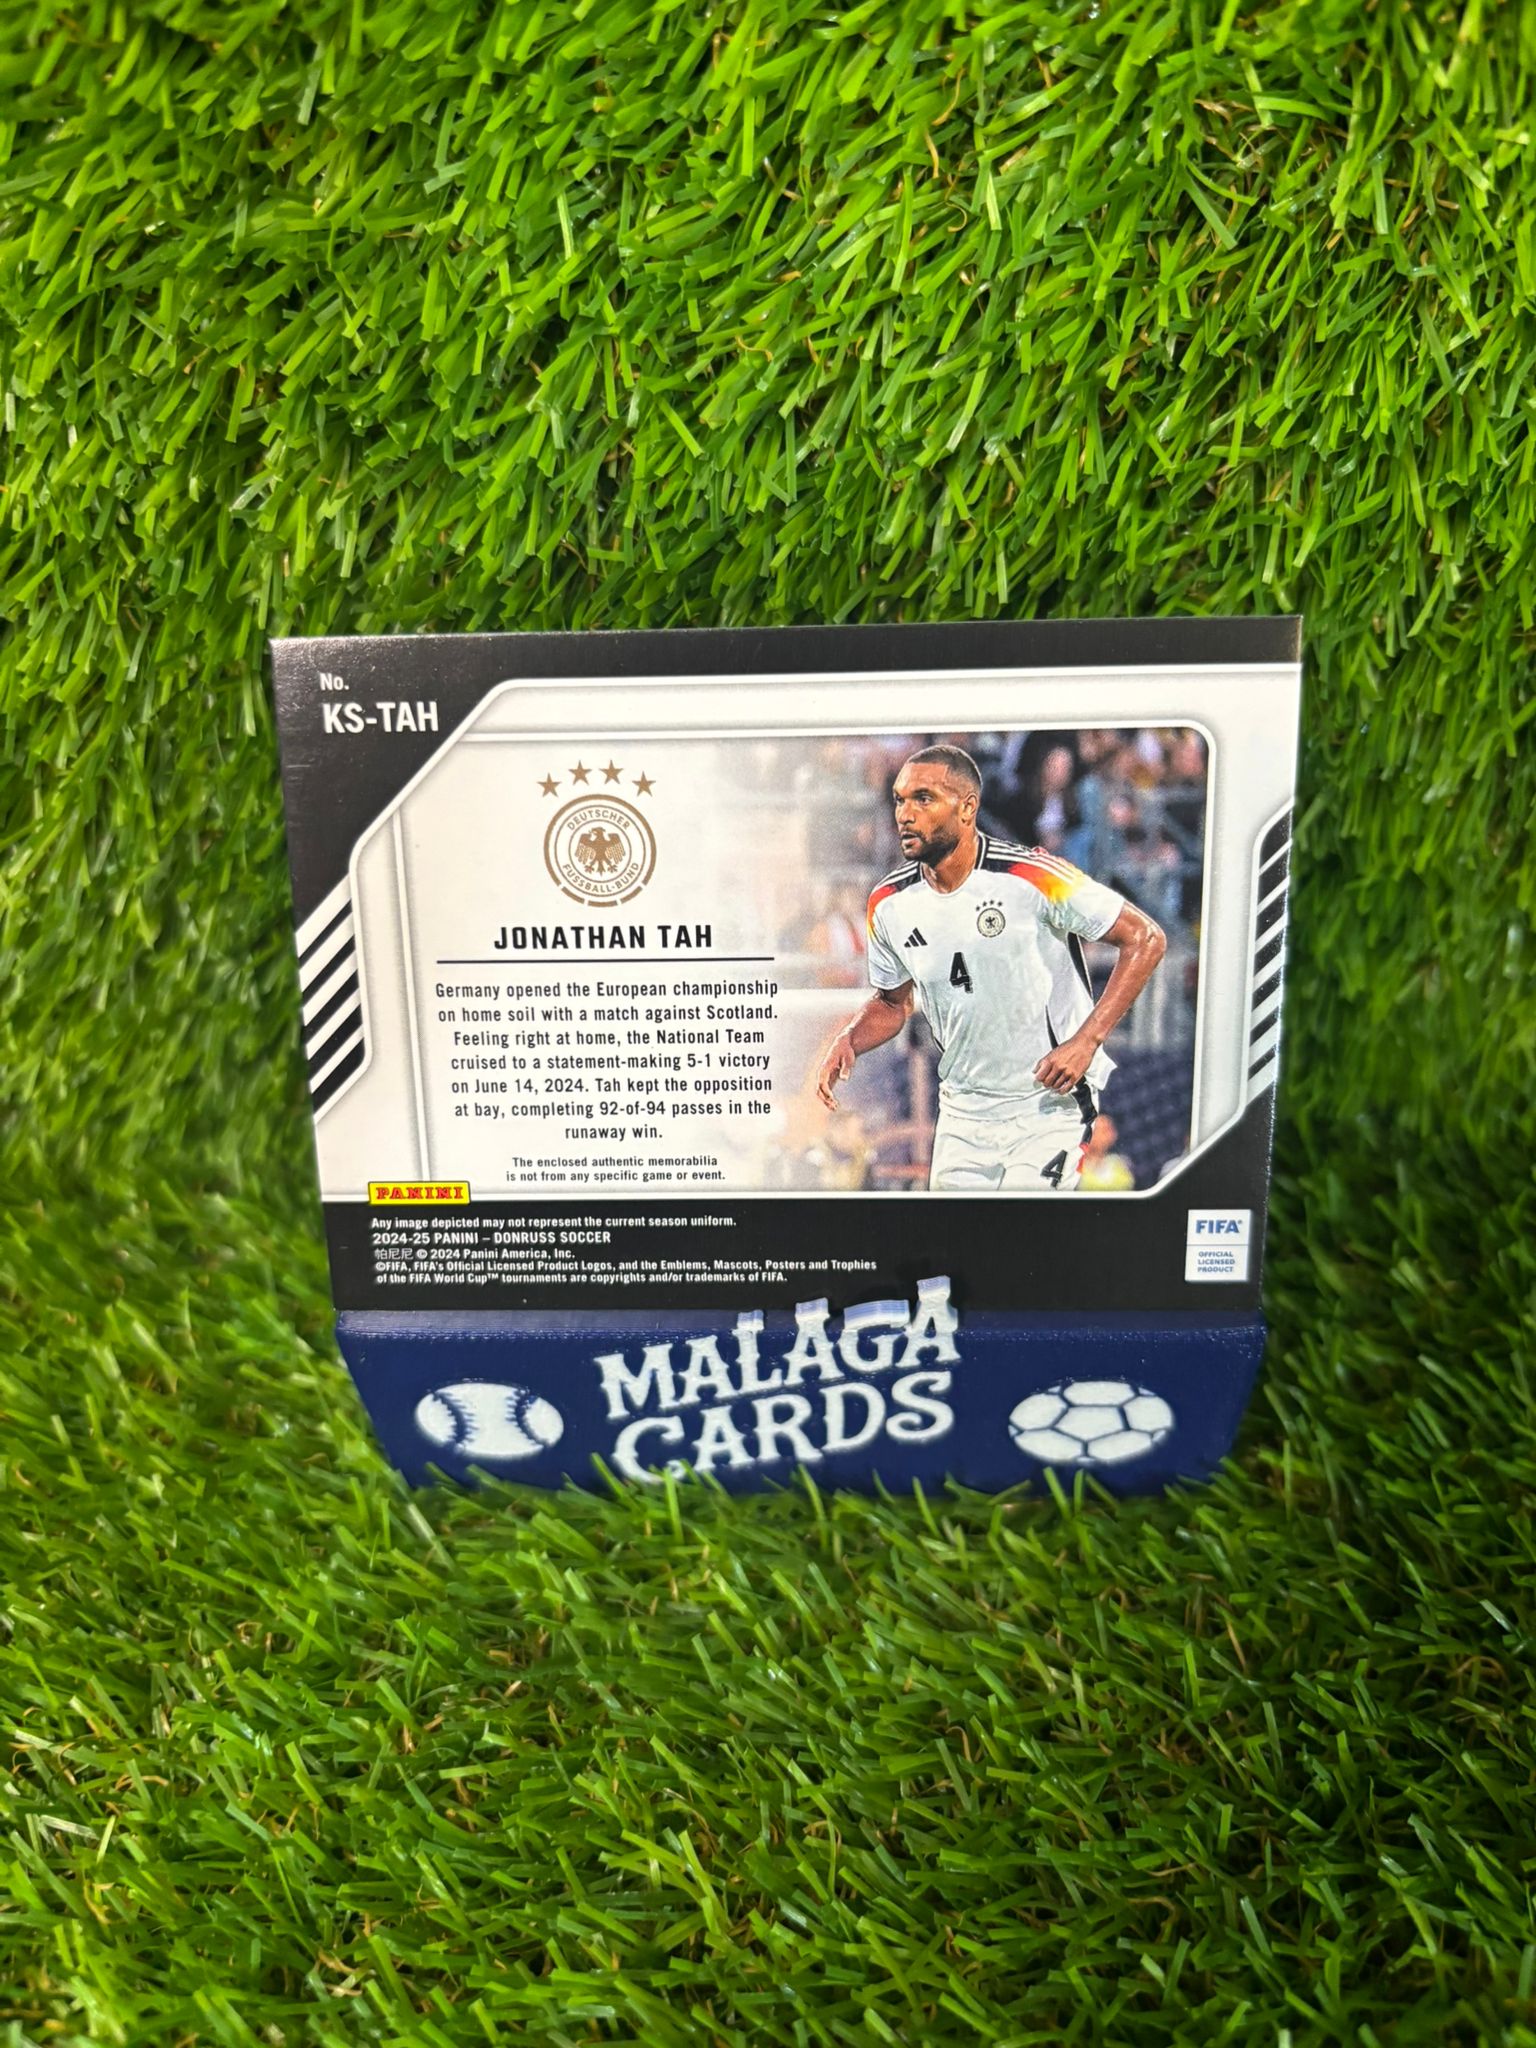 No.
KS-TAH
DEUTSCHER
FUSSBALL-BUND
JONATHAN TAH
Germany opened the European championship
on home soil with a match against Scotland.
Feeling right at home, the National Team
cruised to a statement-making 5-1 victory
on June 14, 2024. Tah kept the opposition
at bay, completing 92-of-94 passes in the
runaway win.
The enclosed authentic memorabilia
is not from any specific game or event.
4
4
PANINI
Any image depicted may not represent the current season uniform.
2024-25 PANINI – DONRUSS SOCCER
帕尼尼 © 2024 Panini America, Inc.
©FIFA, FIFA's Official Licensed Product Logos, and the Emblems, Mascots, Posters and Trophies
of the FIFA World Cup™ tournaments are copyrights and/or trademarks of FIFA.
FIFA®
OFFICIAL
LICENSED
PRODUCT
MALAGA
CARDS